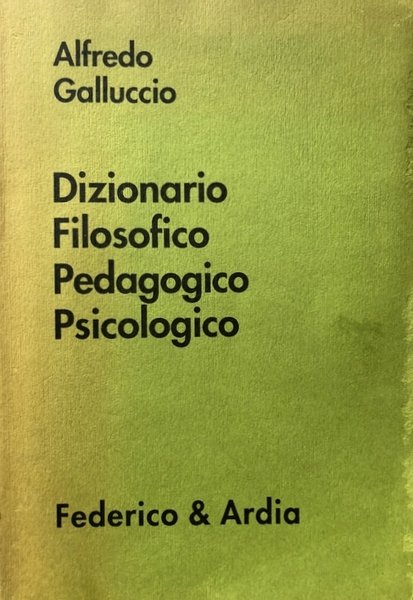 Alfredo
Galluccio
Dizionario
Filosofico
Pedagogico
Psicologico
Federico & Ardia